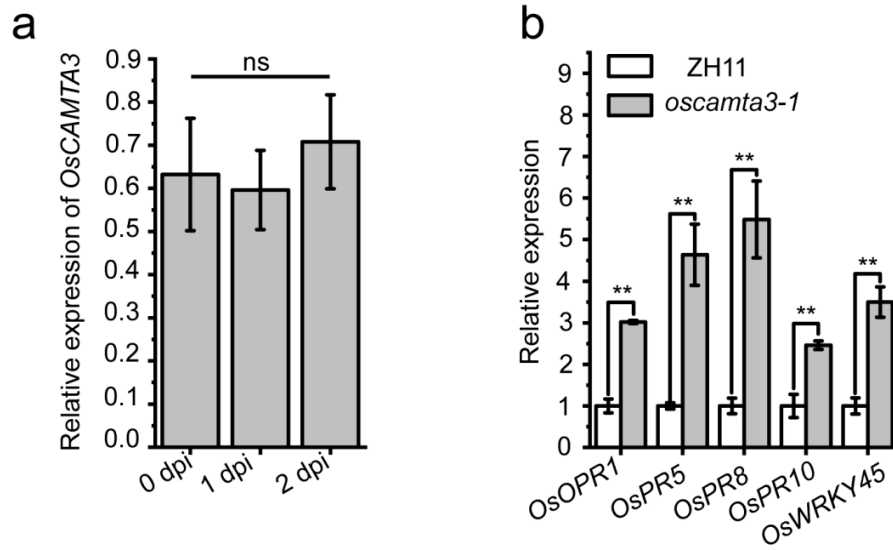 a
Relative expression of OsCAMTA3
0.9
0.8
0.7
0.6
0.5
0.4
0.3
0.2
0.1
0.0
ns
0 dpi
1 dpi
2 dpi
b
Relative expression
9
8
7
6
5
4
3
2
1
0
ZH11
oscamta3-1
**
**
**
**
**
OsOPR1
OsPR5
OsPR8
OsPR10
OsWRKY45